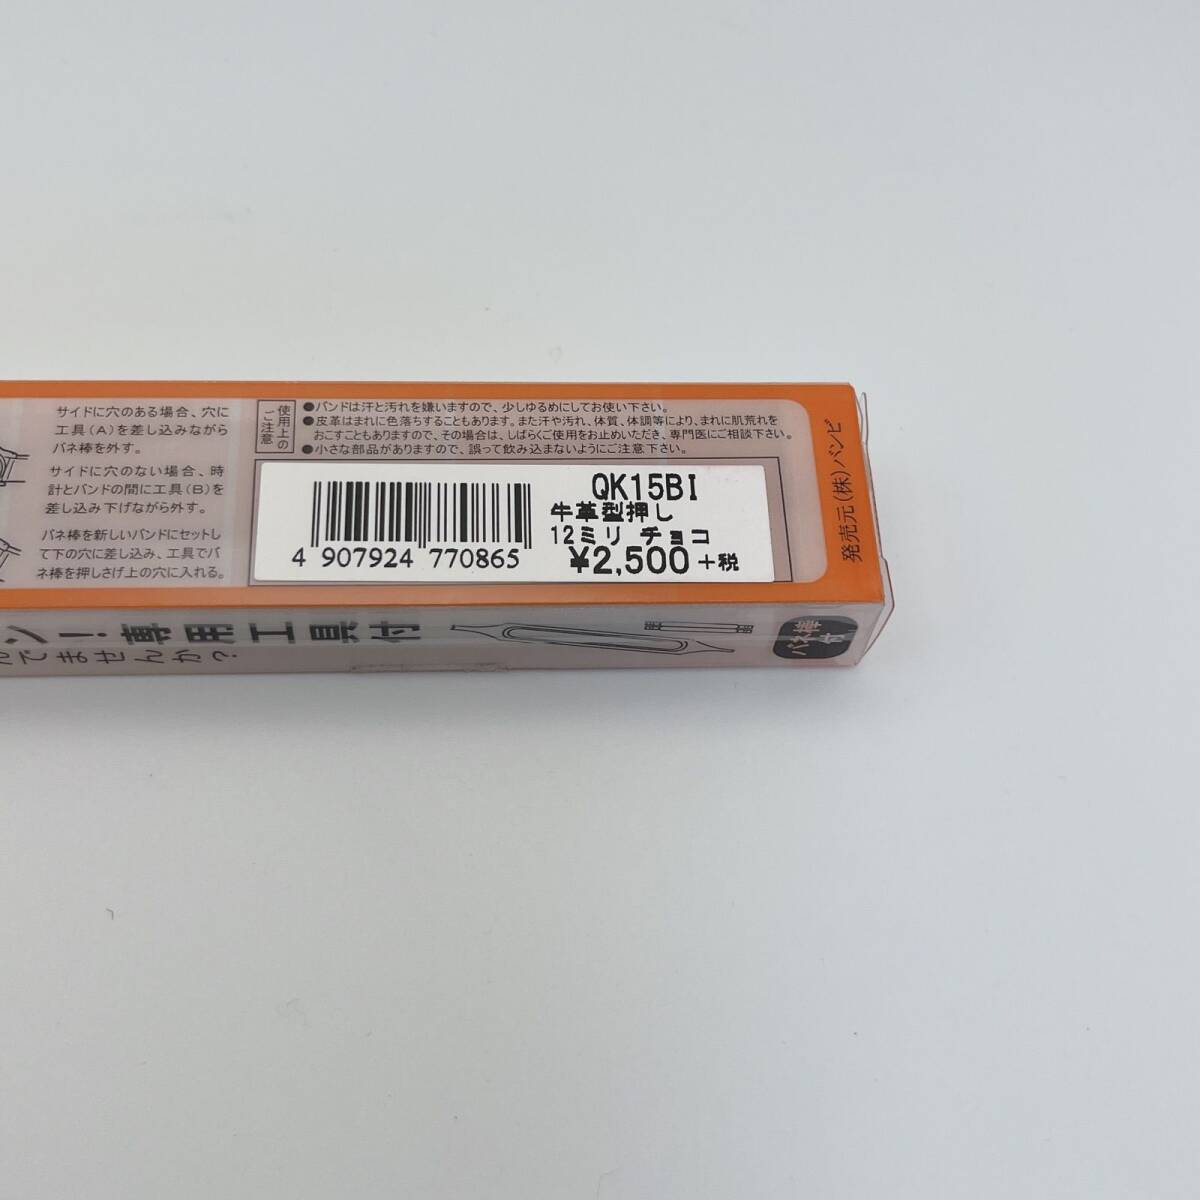 サイドに穴のある場合、穴に
工具(A)を差し込みながら
バネ棒を外す。
サイドに穴のない場合、時
計とバンドの間に工具(B)を
差し込み下げながら外す。
バネ棒を新しいバンドにセットし
て下の穴に差し込み、工具でバ
ネ棒を押しさげ上の穴に入れる。
使用上の
ご注意
●バンドは汗と汚れを嫌いますので、少しゆるめにしてお使い下さい。
●皮革はまれに色落ちすることもあります。また汗や汚れ、体質、体調等により、まれに肌荒れを
おこすこともありますので、その場合は、しばらくご使用をお止めいただき、専門医にご相談下さい。
●小さな部品がありますので、誤って飲み込まないようにご注意下さい。
QK15BI
牛革型押し
12ミリ チョコ
¥2,500+税
4 907924 770865
発売元(株)バンビ
ン!専用工具付
んでませんか?
バネ棒
付